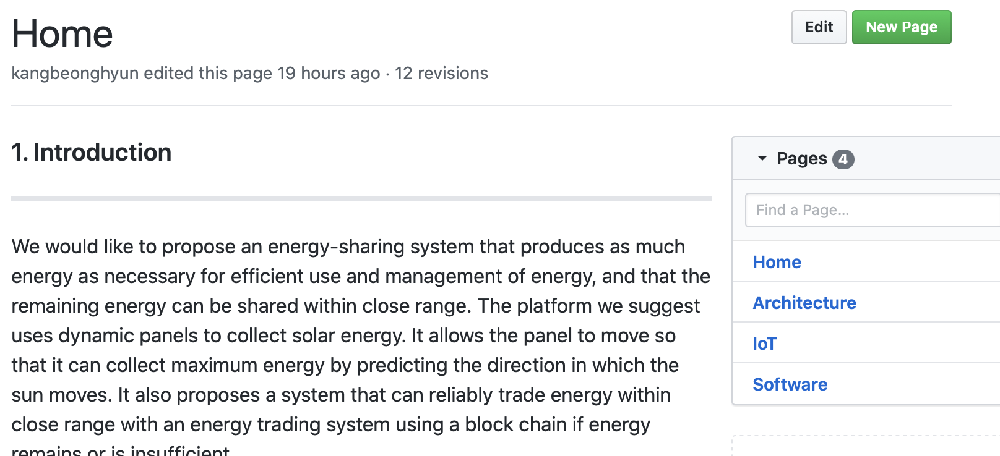 Home
Edit
New Page
kangbeonghyun edited this page 19 hours ago · 12 revisions
1. Introduction
We would like to propose an energy-sharing system that produces as much
energy as necessary for efficient use and management of energy, and that the
remaining energy can be shared within close range. The platform we suggest
uses dynamic panels to collect solar energy. It allows the panel to move so
that it can collect maximum energy by predicting the direction in which the
sun moves. It also proposes a system that can reliably trade energy within
close range with an energy trading system using a block chain if energy
remains or is insufficient
Pages 4
Find a Page...
Home
Architecture
IoT
Software